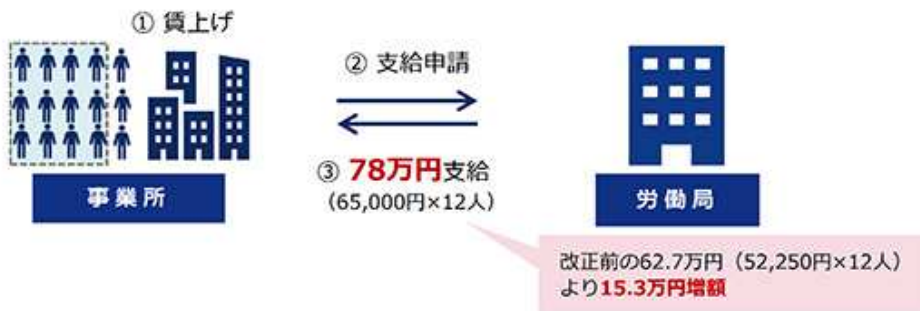 ① 賃上げ
② 支給申請
③ 78万円支給
（65,000円×12人）
事業所
労働局
改正前の62.7万円（52,250円×12人）
より15.3万円増額